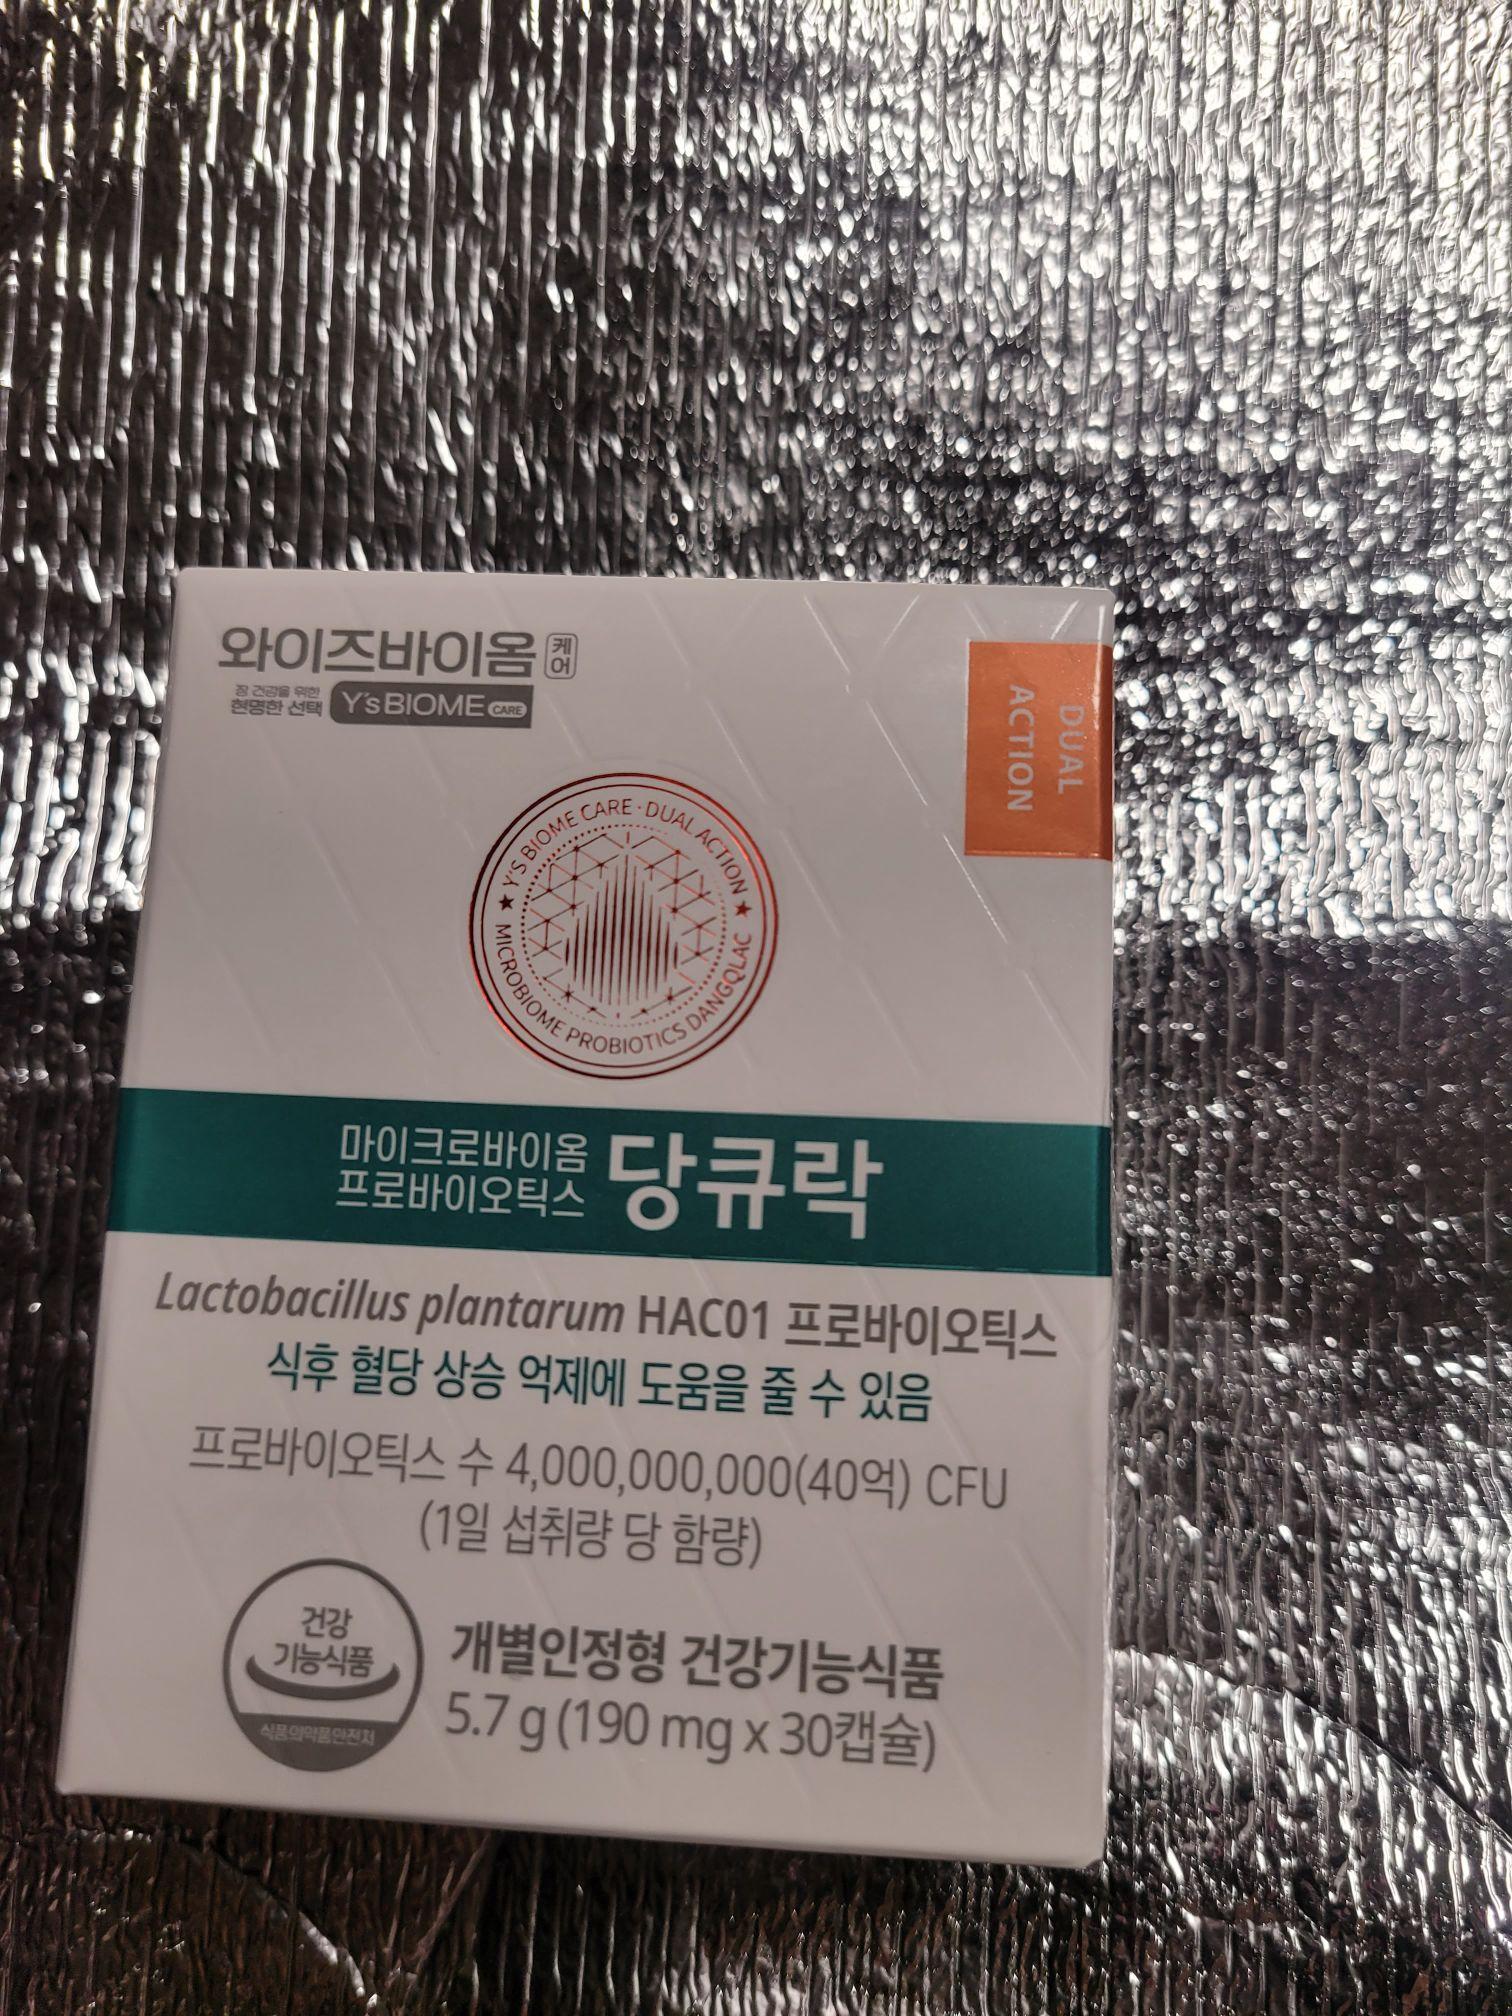 와이즈바이옴 케어
장 건강을 위한
현명한 선택 Y's BIOME CARE
DUAL
ACTION
★ Y'S BIOME CARE · DUAL ACTION ★
MICROBIOME PROBIOTICS DANGQLAC
마이크로바이옴
프로바이오틱스 당큐락
Lactobacillus plantarum HAC01 프로바이오틱스
식후 혈당 상승 억제에 도움을 줄 수 있음
프로바이오틱스 수 4,000,000,000(40억) CFU
(1일 섭취량 당 함량)
건강
기능식품
식품의약품안전처
개별인정형 건강기능식품
5.7 g (190 mg x 30캡슐)